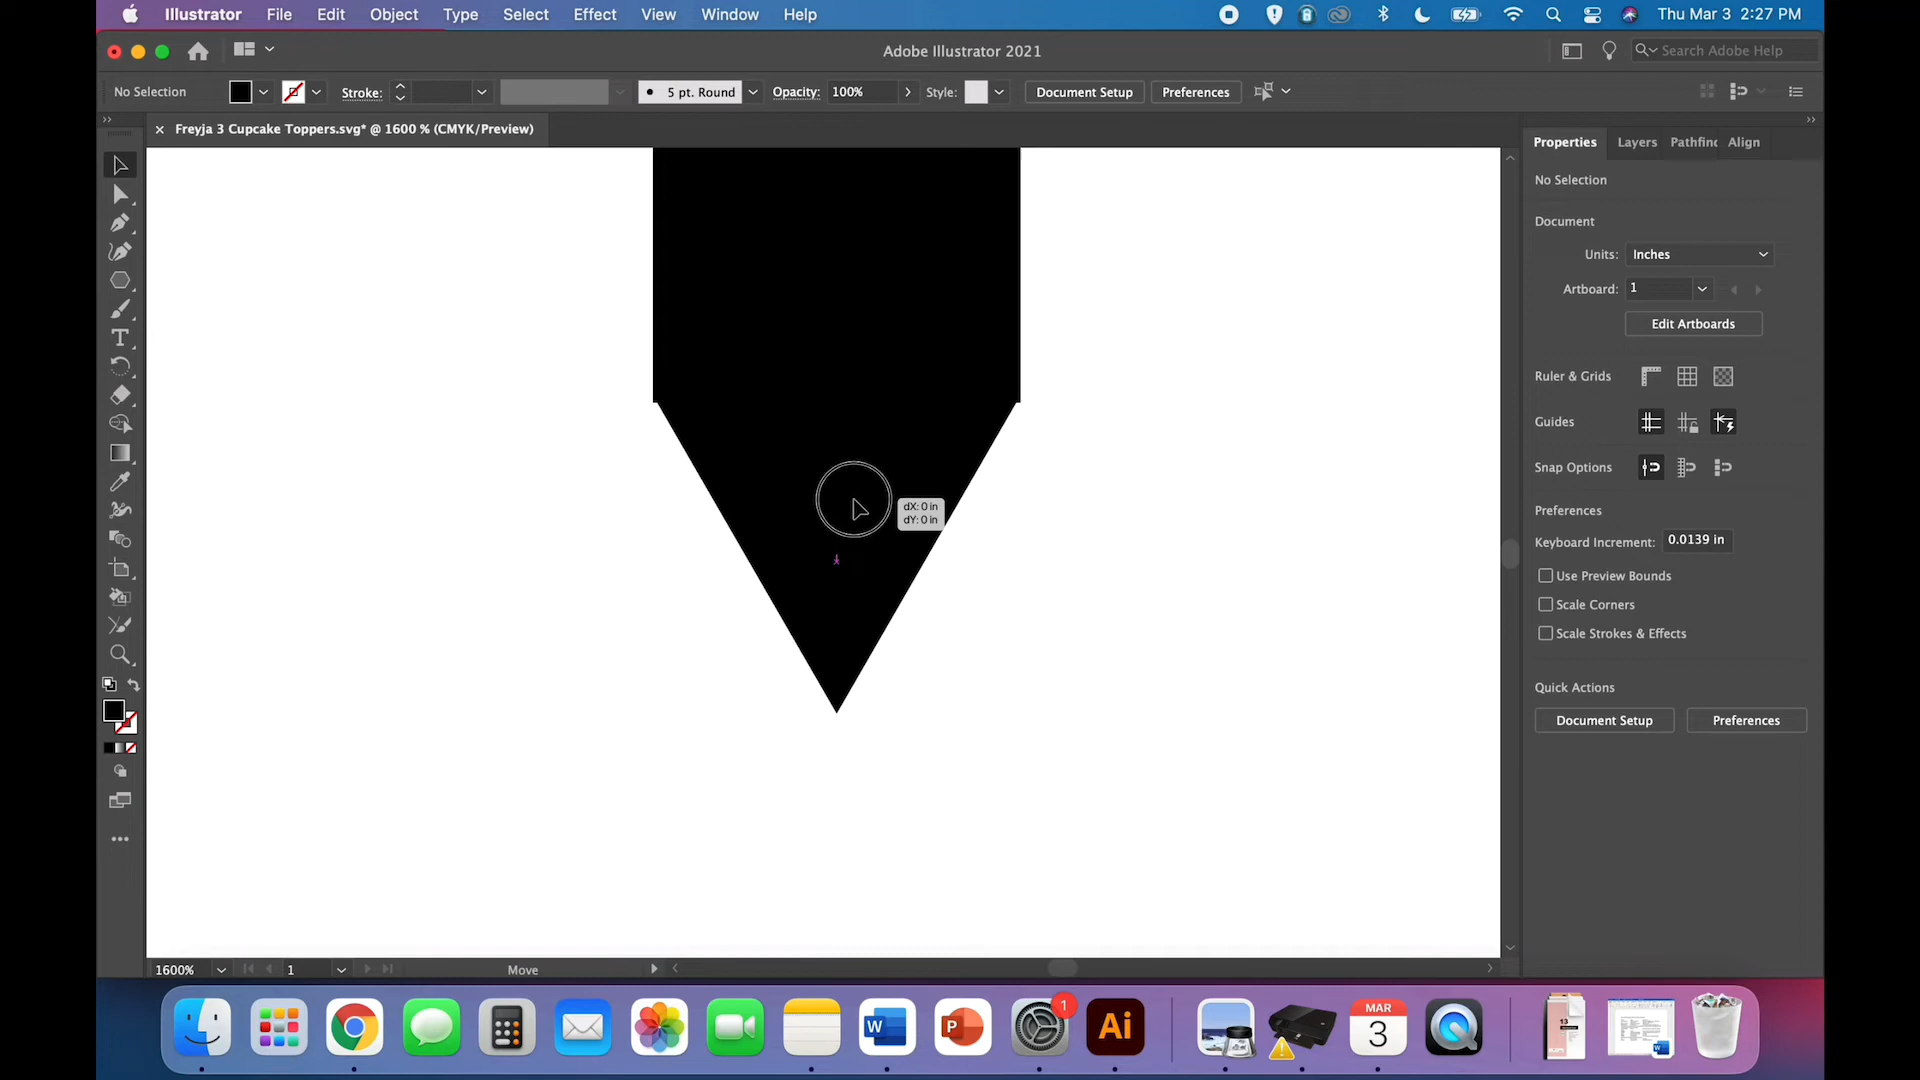 Illustrator File Edit Object Type Select Effect View Window Help Thu Mar 3 2:27 PM
Adobe Illustrator 2021
Search Adobe Help
No Selection Stroke: 5 pt. Round Opacity: 100% Style: Document Setup Preferences
Freyja 3 Cupcake Toppers.svg* @ 1600 % (CMYK/Preview)
Properties Layers Pathfinc Align
No Selection
Document
Units: Inches
Artboard: 1
Edit Artboards
Ruler & Grids
Guides
Snap Options
Preferences
Keyboard Increment: 0.0139 in
Use Preview Bounds
Scale Corners
Scale Strokes & Effects
Quick Actions
Document Setup Preferences
dX: 0 in
dY: 0 in
1600% 1 Move
1
W
P
Ai
MAR
3
13
W